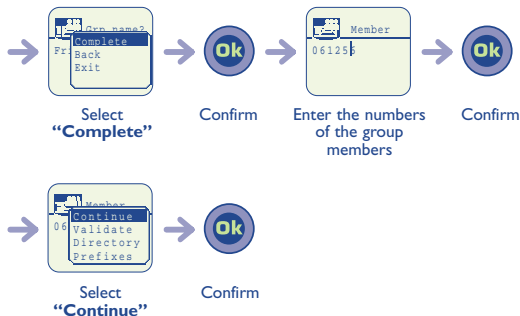 Grp name?
Fr
Complete
Back
Exit
Ok
Member
061256
Ok
Select
“Complete”
Confirm
Enter the numbers
of the group
members
Confirm
Member
06
Continue
Validate
Directory
Prefixes
Ok
Select
“Continue”
Confirm